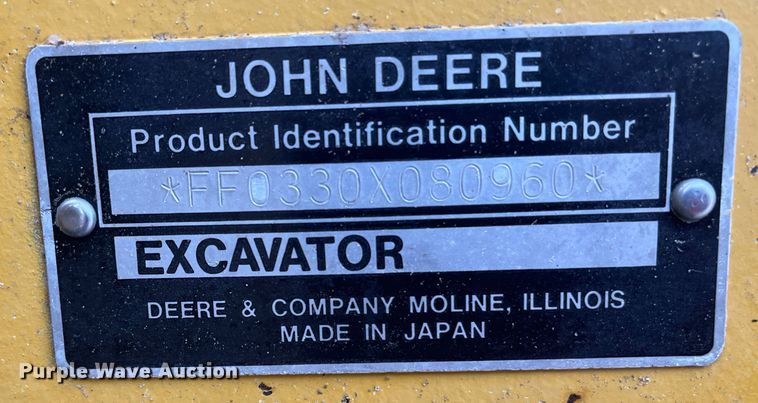 JOHN DEERE
Product Identification Number
*FF0330X080960*
EXCAVATOR
DEERE & COMPANY MOLINE, ILLINOIS
MADE IN JAPAN
Purple Wave Auction